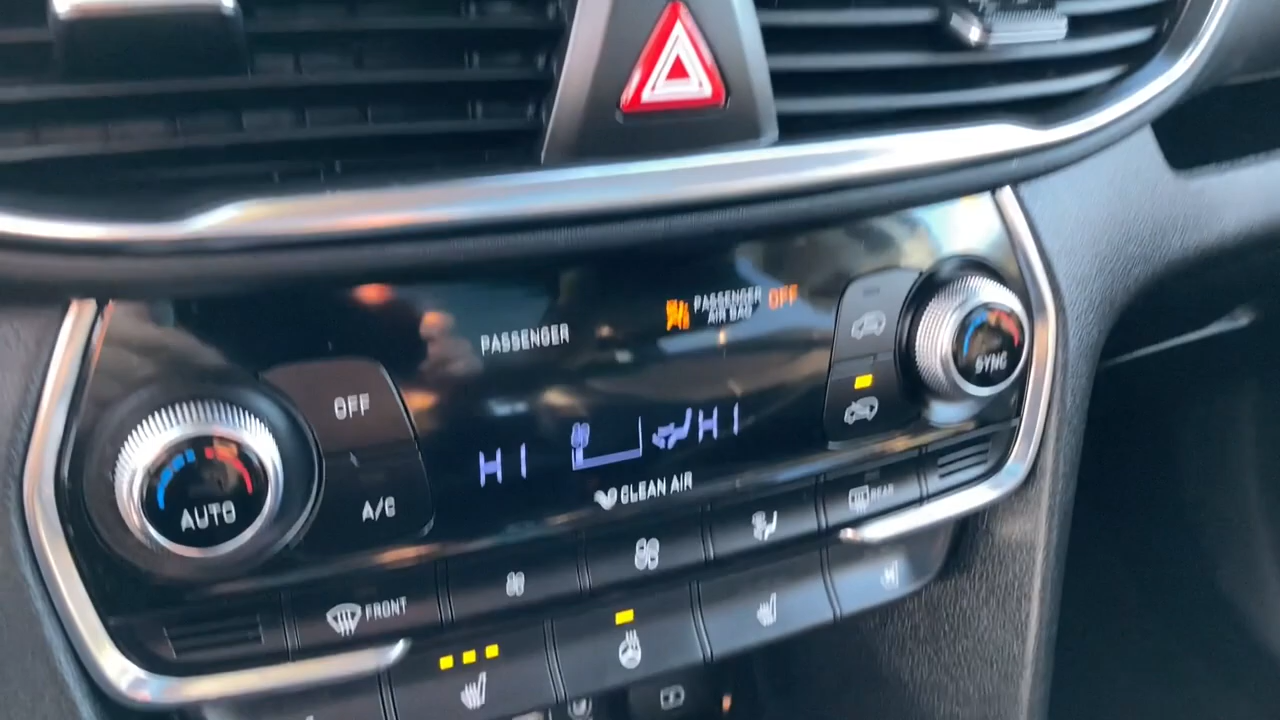 PASSENGER
AIR BAG
OFF
PASSENGER
SYNC
OFF
HI
HI
CLEAN AIR
AUTO
A/C
REAR
FRONT